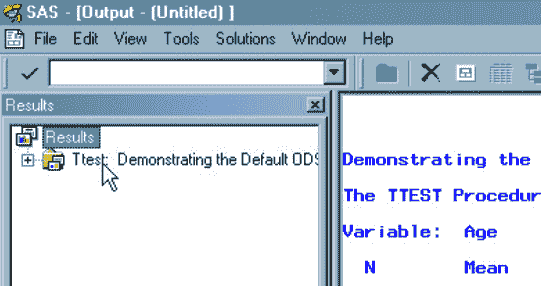 SAS - [Output - (Untitled) ]
File Edit View Tools Solutions Window Help
Results
Results
Ttest: Demonstrating the Default ODS
Demonstrating the
The TTEST Procedur
Variable: Age
N Mean